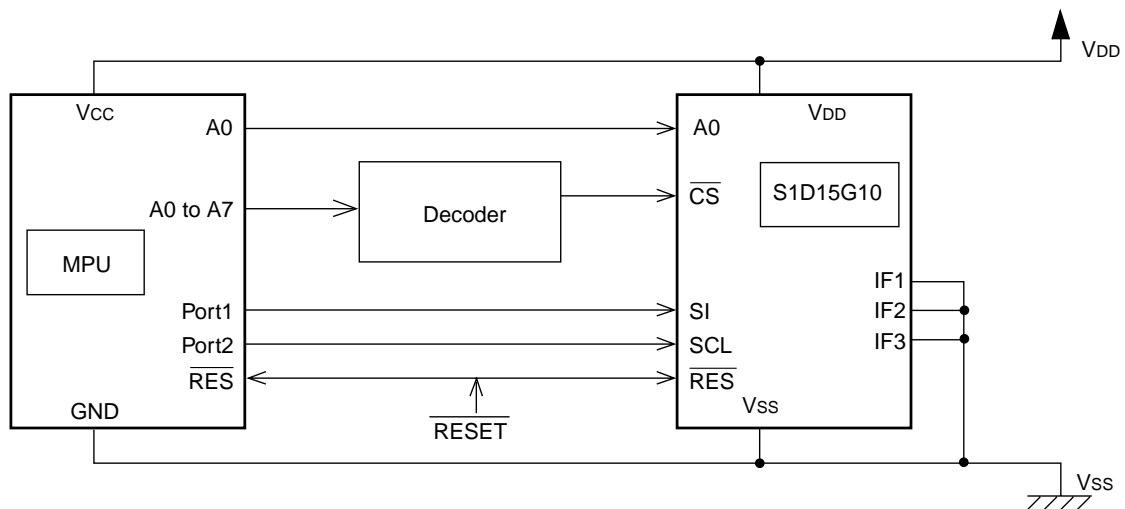 VDD
VCC
VDD
A0
A0
A0 to A7
Decoder
CS
S1D15G10
MPU
IF1
Port1
SI
IF2
Port2
SCL
IF3
RES
RES
GND
RESET
VSS
VSS